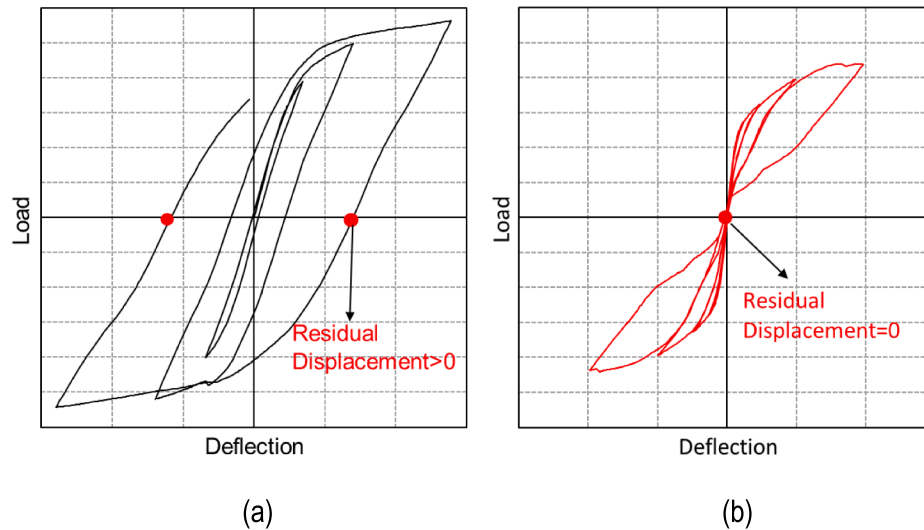 Load
Residual
Displacement>0
Deflection
(a)
Load
Residual
Displacement=0
Deflection
(b)